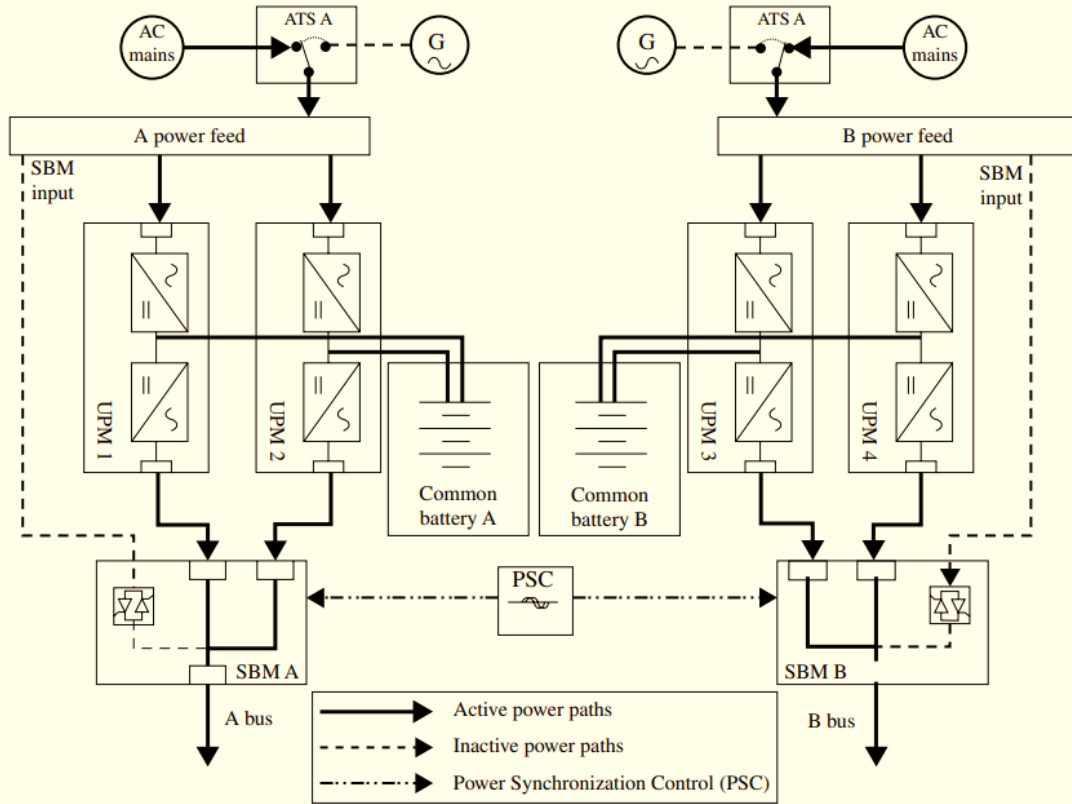 AC
mains
ATS A
G
G
ATS A
AC
mains
A power feed
B power feed
SBM
input
SBM
input
UPM 1
UPM 2
UPM 3
UPM 4
Common
battery A
Common
battery B
PSC
SBM A
SBM B
A bus
B bus
Active power paths
Inactive power paths
Power Synchronization Control (PSC)